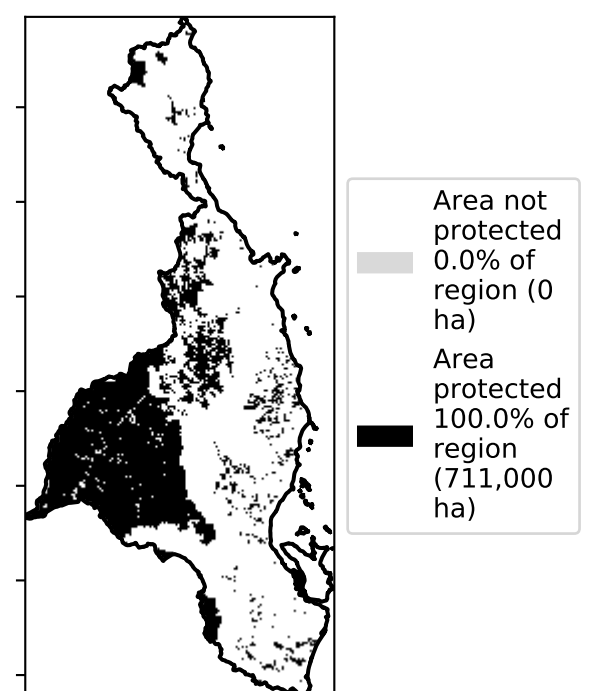 Area not
protected
0.0% of
region (0
ha)
Area
protected
100.0% of
region
(711,000
ha)